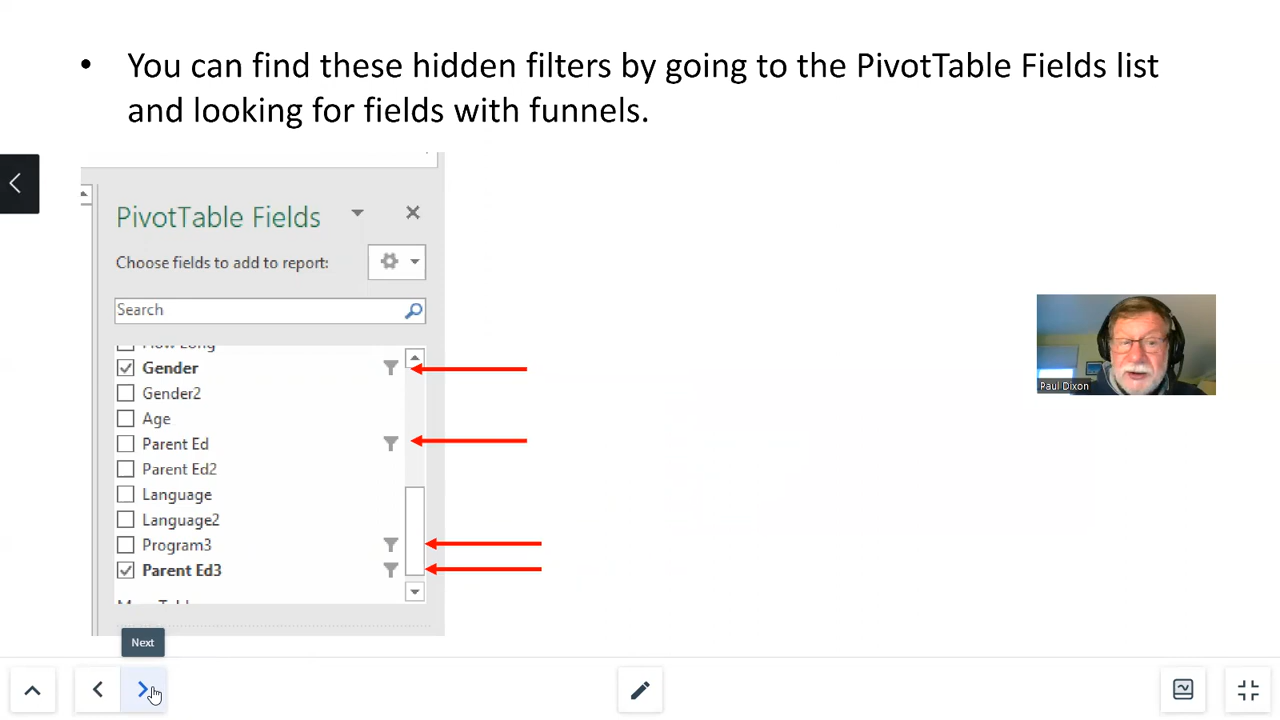 • You can find these hidden filters by going to the PivotTable Fields list
and looking for fields with funnels.
PivotTable Fields
Choose fields to add to report:
Search
Gender
Gender2
Age
Parent Ed
Parent Ed2
Language
Language2
Program3
Parent Ed3
Paul Dixon
Next